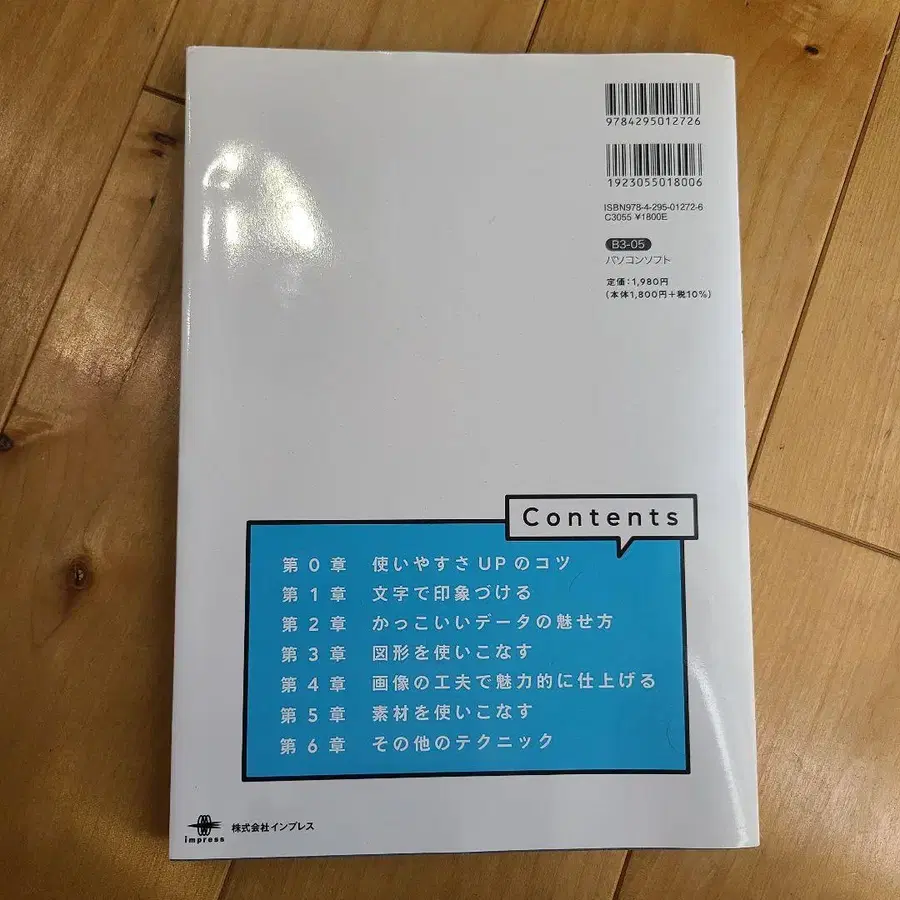 9784295012726
1923055018006
ISBN978-4-295-01272-6
C3055 ¥1800E
B3-05
パソコンソフト
定価:1,980円
(本体1,800円+税10%)
Contents
第0章 使いやすさUPのコツ
第1章 文字で印象づける
第2章 かっこいいデータの魅せ方
第3章 図形を使いこなす
第4章 画像の工夫で魅力的に仕上げる
第5章 素材を使いこなす
第6章 その他のテクニック
impress 株式会社インプレス